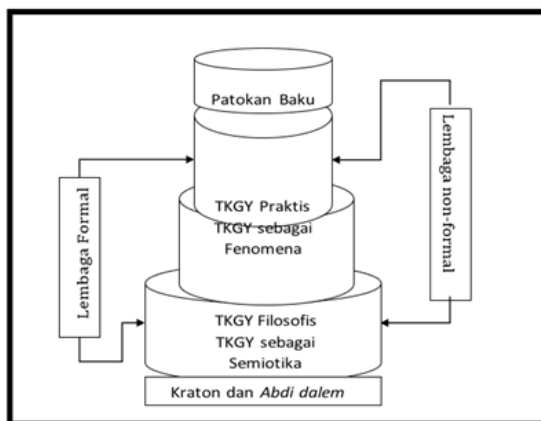 Patokan Baku
Lembaga Formal
TKGY Praktis
TKGY sebagai
Fenomena
Lembaga non-formal
TKGY Filosofis
TKGY sebagai
Semiotika
Kraton dan Abdi dalem